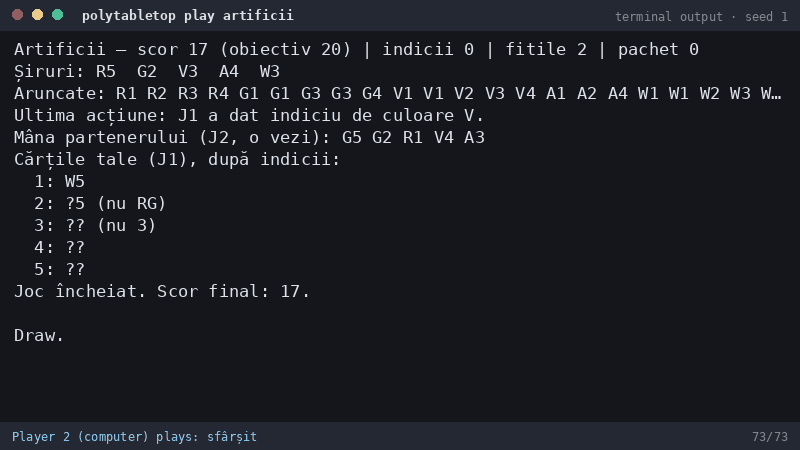 polytabletop play artificii
terminal output · seed 1
Artificii — scor 17 (obiectiv 20) | indicii 0 | fitile 2 | pachet 0
Șiruri: R5  G2  V3  A4  W3
Aruncate: R1 R2 R3 R4 G1 G1 G3 G3 G4 V1 V1 V2 V3 V4 A1 A2 A4 W1 W1 W2 W3 W…
Ultima acțiune: J1 a dat indiciu de culoare V.
Mâna partenerului (J2, o vezi): G5 G2 R1 V4 A3
Cărțile tale (J1), după indicii:
1: W5
2: ?5 (nu RG)
3: ?? (nu 3)
4: ??
5: ??
Joc încheiat. Scor final: 17.
Draw.
Player 2 (computer) plays: sfârșit
73/73